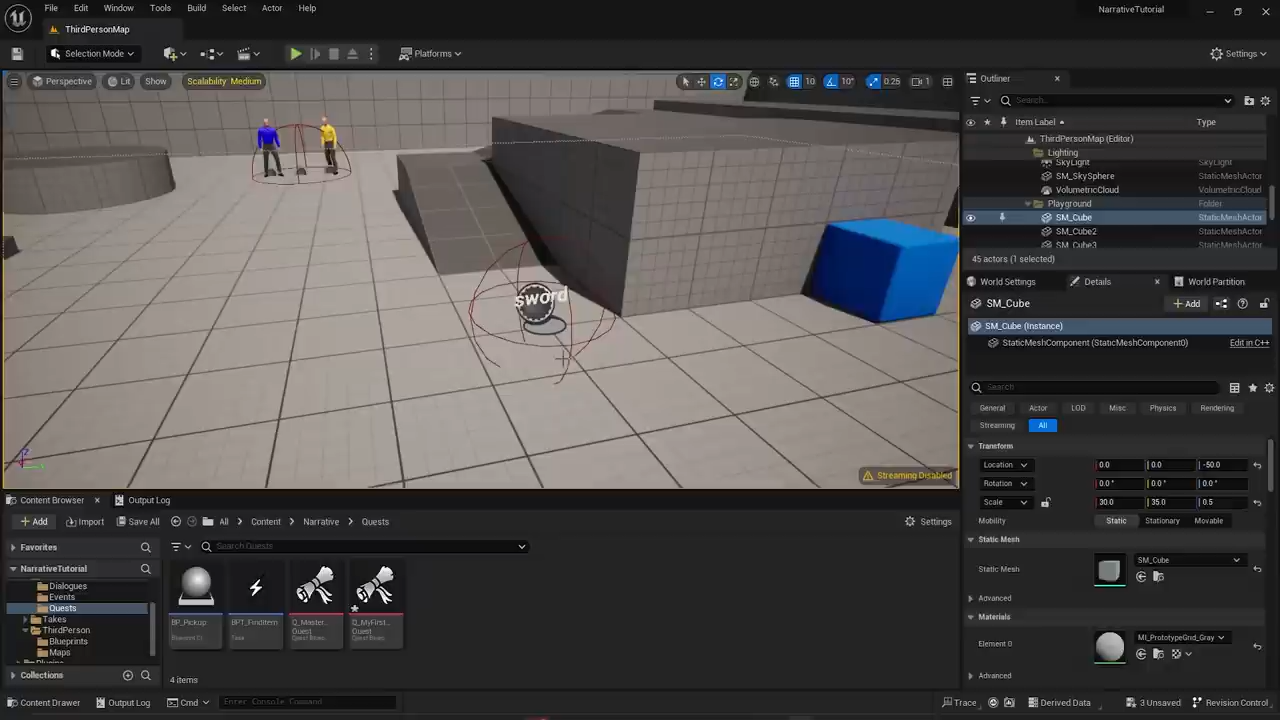 File Edit Window Tools Build Select Actor Help
NarrativeTutorial
ThirdPersonMap
Selection Mode
Platforms
Settings
Perspective Lit Show Scalability: Medium
10 10° 0.25 1
sword
Streaming Disabled
Outliner
Search...
Item Label Type
ThirdPersonMap (Editor)
Lighting
SkyLight SkyLight
SM_SkySphere StaticMeshActor
VolumetricCloud VolumetricCloud
Playground Folder
SM_Cube StaticMeshActor
SM_Cube2 StaticMeshActor
SM_Cube3 StaticMeshActor
45 actors (1 selected)
World Settings Details World Partition
SM_Cube Add
SM_Cube (Instance)
StaticMeshComponent (StaticMeshComponent0) Edit in C++
Search
General Actor LOD Misc Physics Rendering
Streaming All
Transform
Location 0.0 0.0 -50.0
Rotation 0.0° 0.0° 0.0°
Scale 30.0 35.0 0.5
Mobility Static Stationary Movable
Static Mesh
Static Mesh SM_Cube
Advanced
Materials
Element 0 MI_PrototypeGrid_Gray
Advanced
Content Browser Output Log
Add Import Save All All Content Narrative Quests Settings
Favorites Search Quests
NarrativeTutorial
Dialogues
Events
Quests
Takes
ThirdPerson
Blueprints
Maps
Collections
BP_Pickup BPT_FindItem Q_Master Quest Q_MyFirst Quest
4 items
Content Drawer Output Log Cmd Enter Console Command
Trace Derived Data 3 Unsaved Revision Control